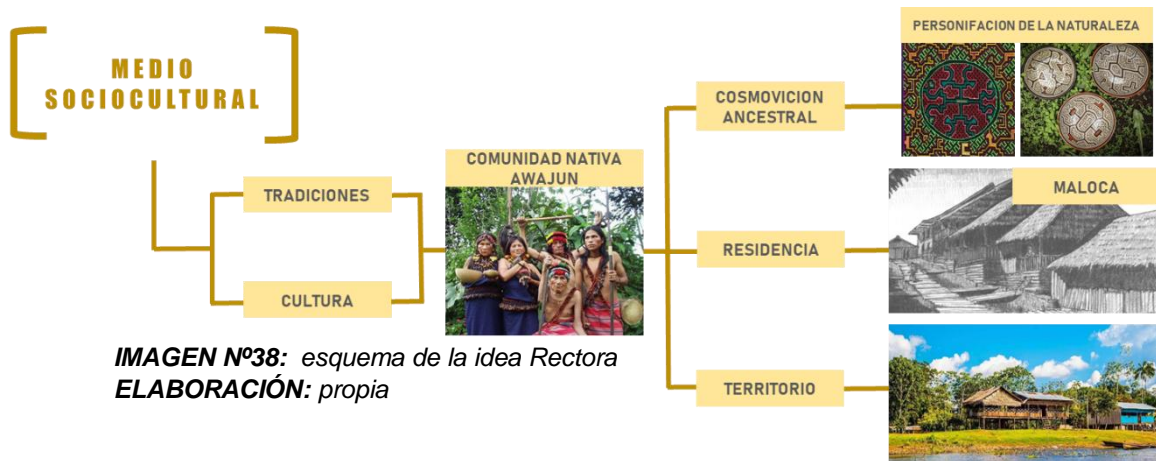 MEDIO
SOCIOCULTURAL
TRADICIONES
CULTURA
COMUNIDAD NATIVA
AWAJUN
COSMOVICION
ANCESTRAL
PERSONIFACION DE LA NATURALEZA
RESIDENCIA
MALOCA
TERRITORIO
IMAGEN Nº38: esquema de la idea Rectora
ELABORACIÓN: propia